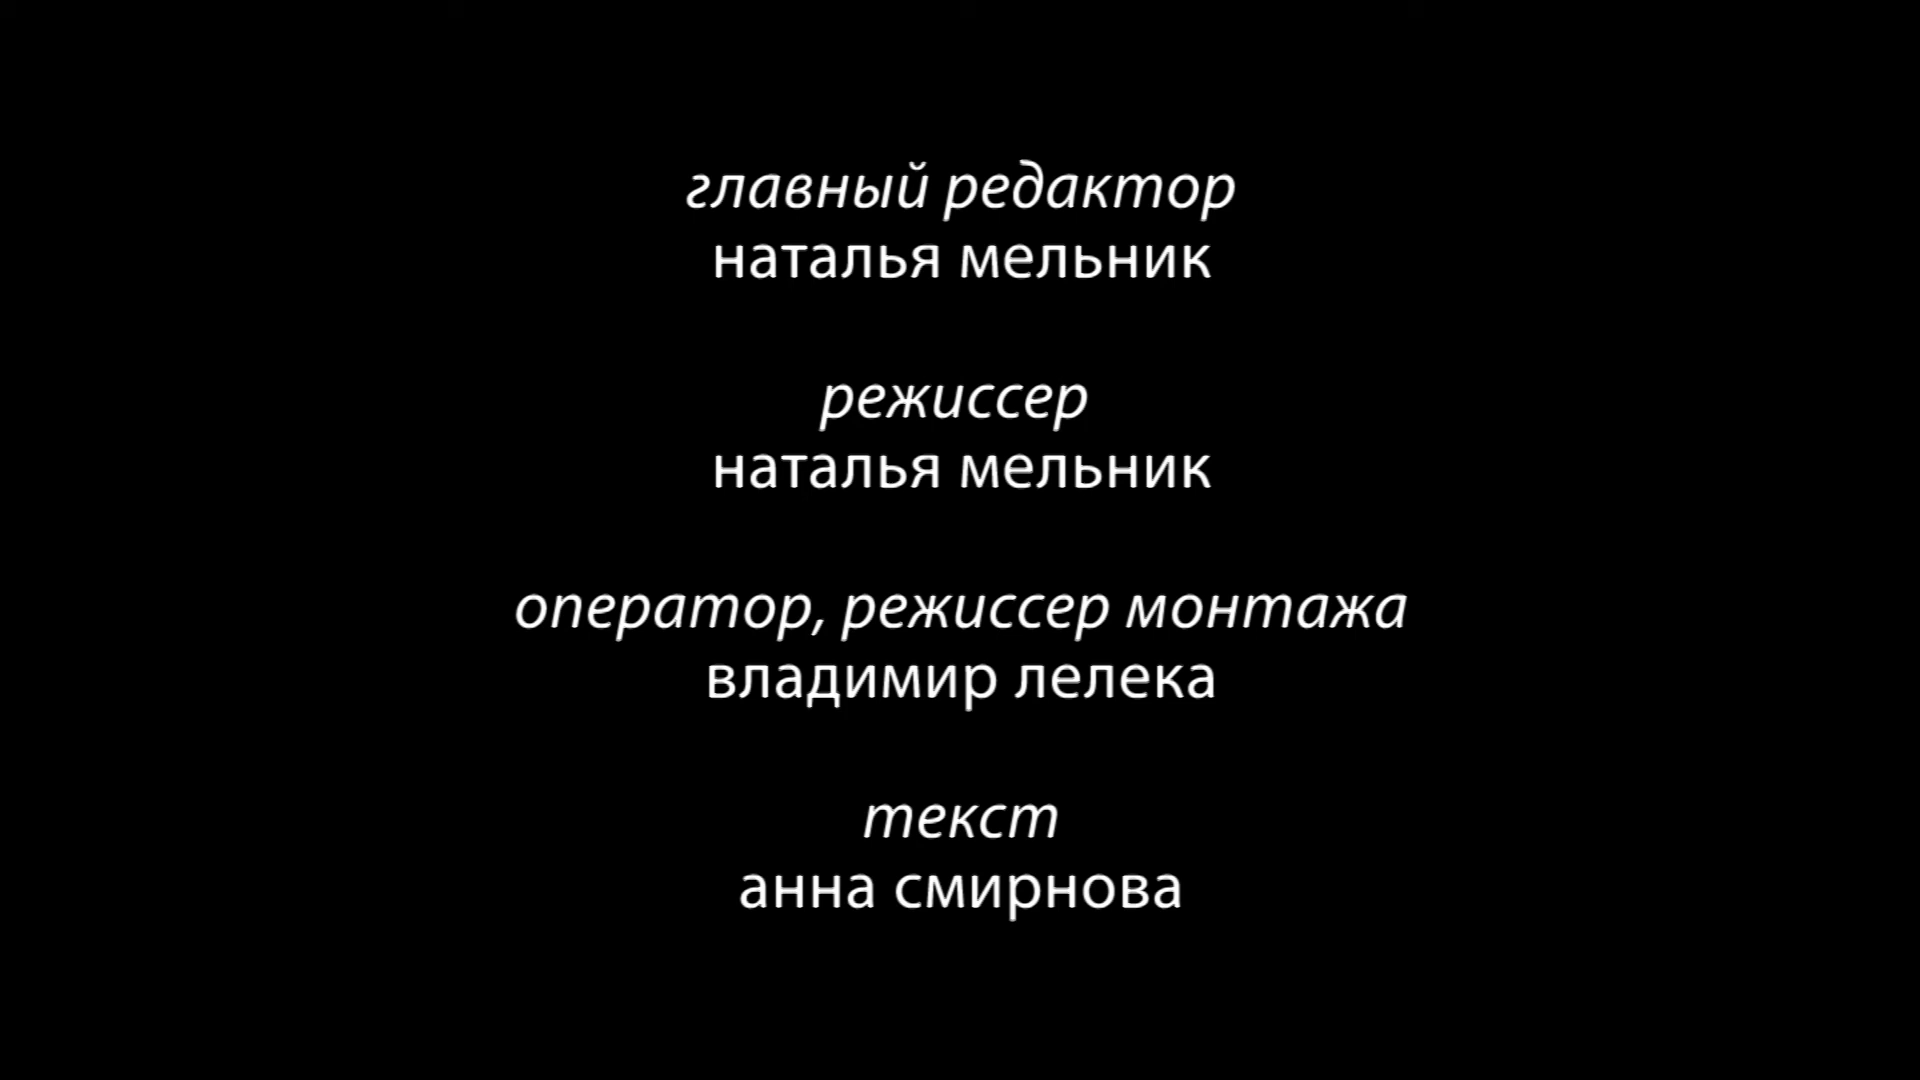 главный редактор
наталья мельник
режиссер
наталья мельник
оператор, режиссер монтажа
владимир лелека
текст
анна смирнова